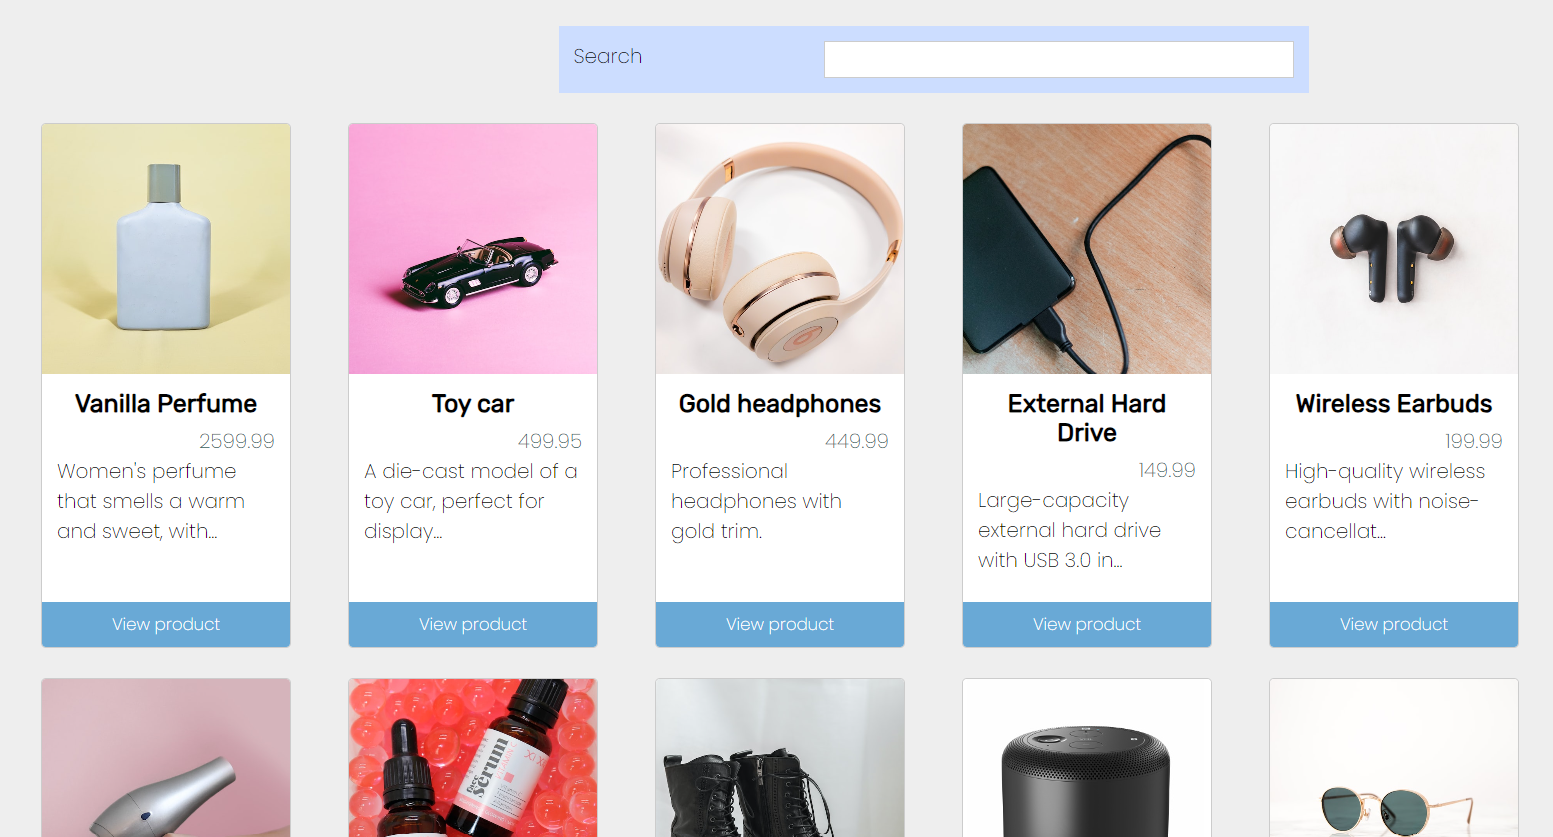 Search
Vanilla Perfume
2599.99
Women's perfume
that smells a warm
and sweet, with...
View product
Toy car
499.95
A die-cast model of a
toy car, perfect for
display...
View product
Gold headphones
449.99
Professional
headphones with
gold trim.
View product
External Hard
Drive
149.99
Large-capacity
external hard drive
with USB 3.0 in...
View product
Wireless Earbuds
199.99
High-quality wireless
earbuds with noise-
cancellat...
View product
face
serum